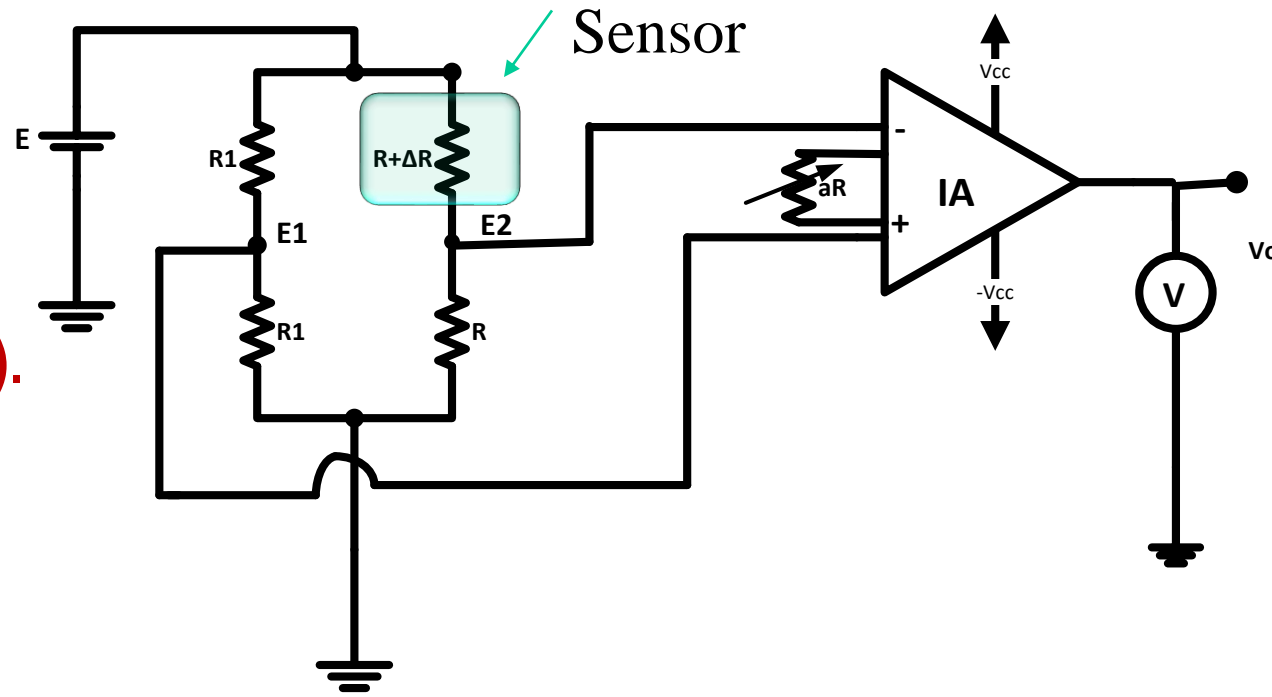 Sensor
Vcc
E
R1
R+ΔR
-
aR
IA
E1
E2
+
R1
R
-Vcc
V
).